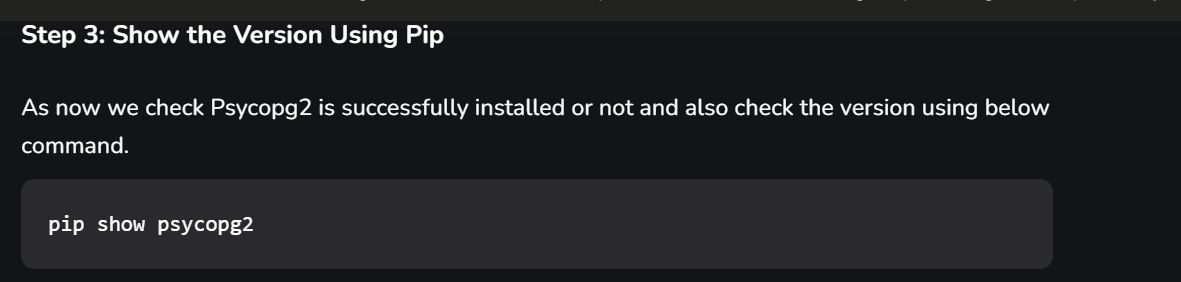 Step 3: Show the Version Using Pip
As now we check Psycopg2 is successfully installed or not and also check the version using below
command.
pip show psycopg2